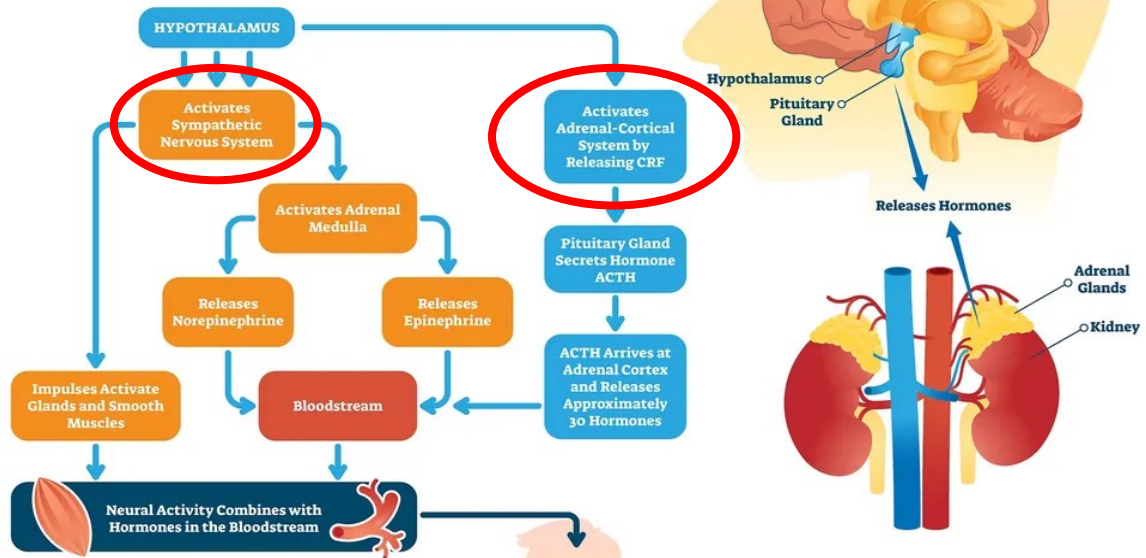 HYPOTHALAMUS
Activates
Sympathetic
Nervous System
Activates
Adrenal-Cortical
System by
Releasing CRF
Activates Adrenal
Medulla
Pituitary Gland
Secrets Hormone
ACTH
Releases
Norepinephrine
Releases
Epinephrine
ACTH Arrives at
Adrenal Cortex
and Releases
Approximately
30 Hormones
Impulses Activate
Glands and Smooth
Muscles
Bloodstream
Neural Activity Combines with
Hormones in the Bloodstream
Hypothalamus
Pituitary
Gland
Releases Hormones
Adrenal
Glands
Kidney